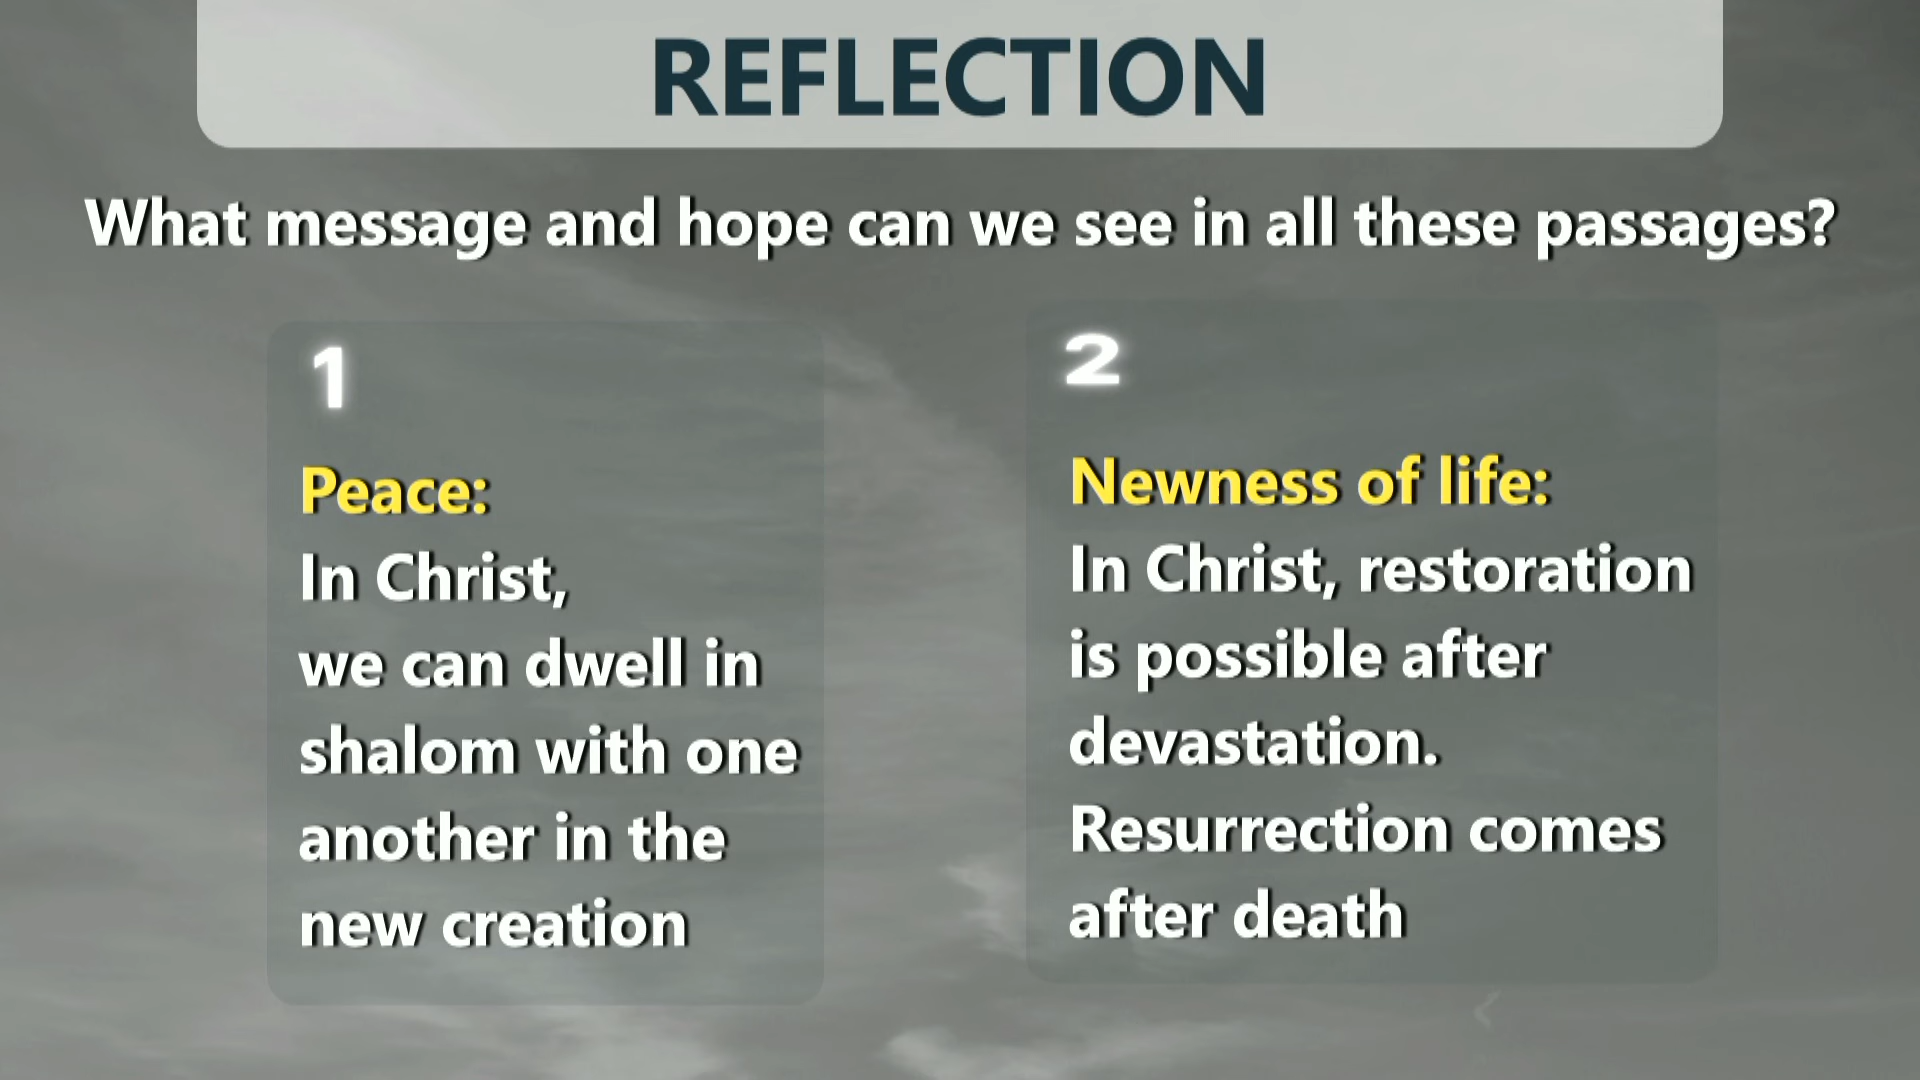 REFLECTION
What message and hope can we see in all these passages?
1
Peace:
In Christ,
we can dwell in
shalom with one
another in the
new creation
2
Newness of life:
In Christ, restoration
is possible after
devastation.
Resurrection comes
after death